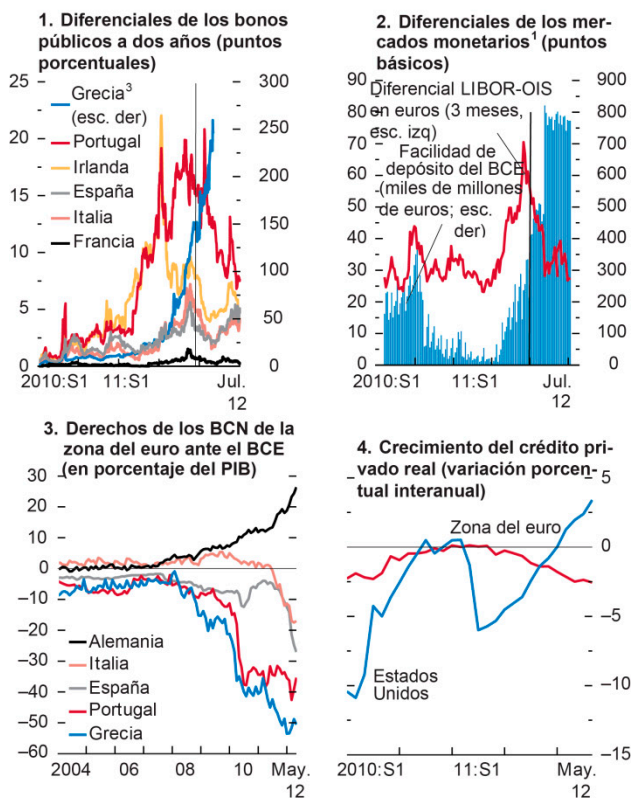 1. Diferenciales de los bonos
públicos a dos años (puntos
porcentuales)
25
20
15
10
5
0
300
250
200
150
100
50
0
Grecia³
(esc. der)
Portugal
Irlanda
España
Italia
Francia
2010:S1
11:S1
Jul.
12
2. Diferenciales de los mer-
cados monetarios¹ (puntos
básicos)
90
80
70
60
50
40
30
20
10
0
900
800
700
600
500
400
300
200
100
0
Diferencial LIBOR-OIS
en euros (3 meses,
esc. izq)
Facilidad de
depósito del BCE
(miles de millones
de euros; esc.
der)
2010:S1
11:S1
Jul.
12
3. Derechos de los BCN de la
zona del euro ante el BCE
(en porcentaje del PIB)
30
20
10
0
–10
–20
–30
–40
–50
–60
Alemania
Italia
España
Portugal
Grecia
2004
06
08
10
May.
12
4. Crecimiento del crédito pri-
vado real (variación porcen-
tual interanual)
5
0
–5
–10
–15
Zona del euro
Estados
Unidos
2010:S1
11:S1
May.
12